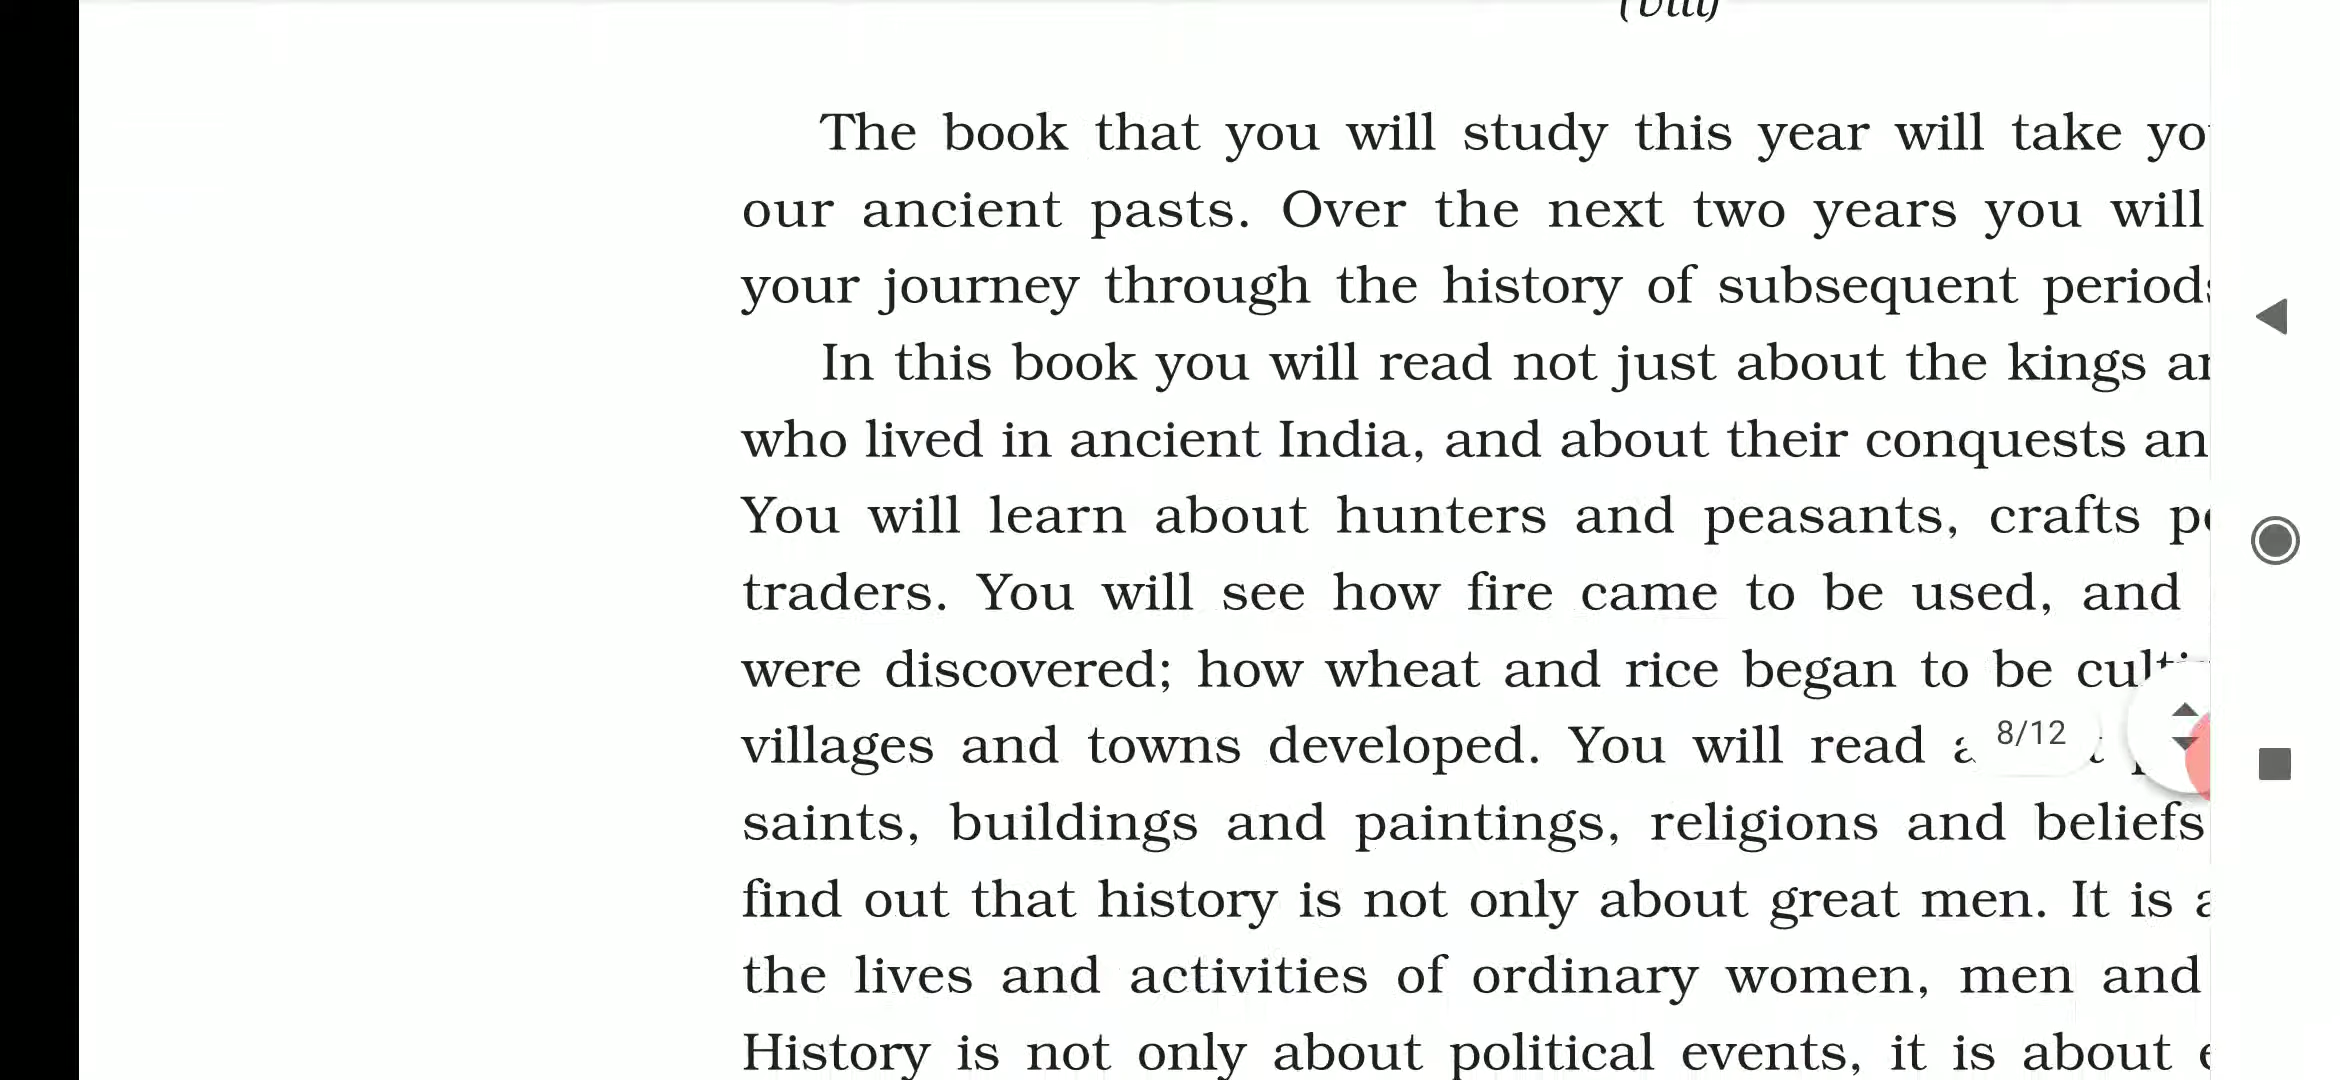 The book that you will study this year will take
our ancient pasts. Over the next two years you will
your journey through the history of subsequent periods
In this book you will read not just about the kings
who lived in ancient India, and about their conquests
You will learn about hunters and peasants, crafts
traders. You will see how fire came to be used, and
were discovered; how wheat and rice began to be
villages and towns developed. You will read
8/12
saints, buildings and paintings, religions and beliefs
find out that history is not only about great men. It is
the lives and activities of ordinary women, men and
History is not only about political events, it is about